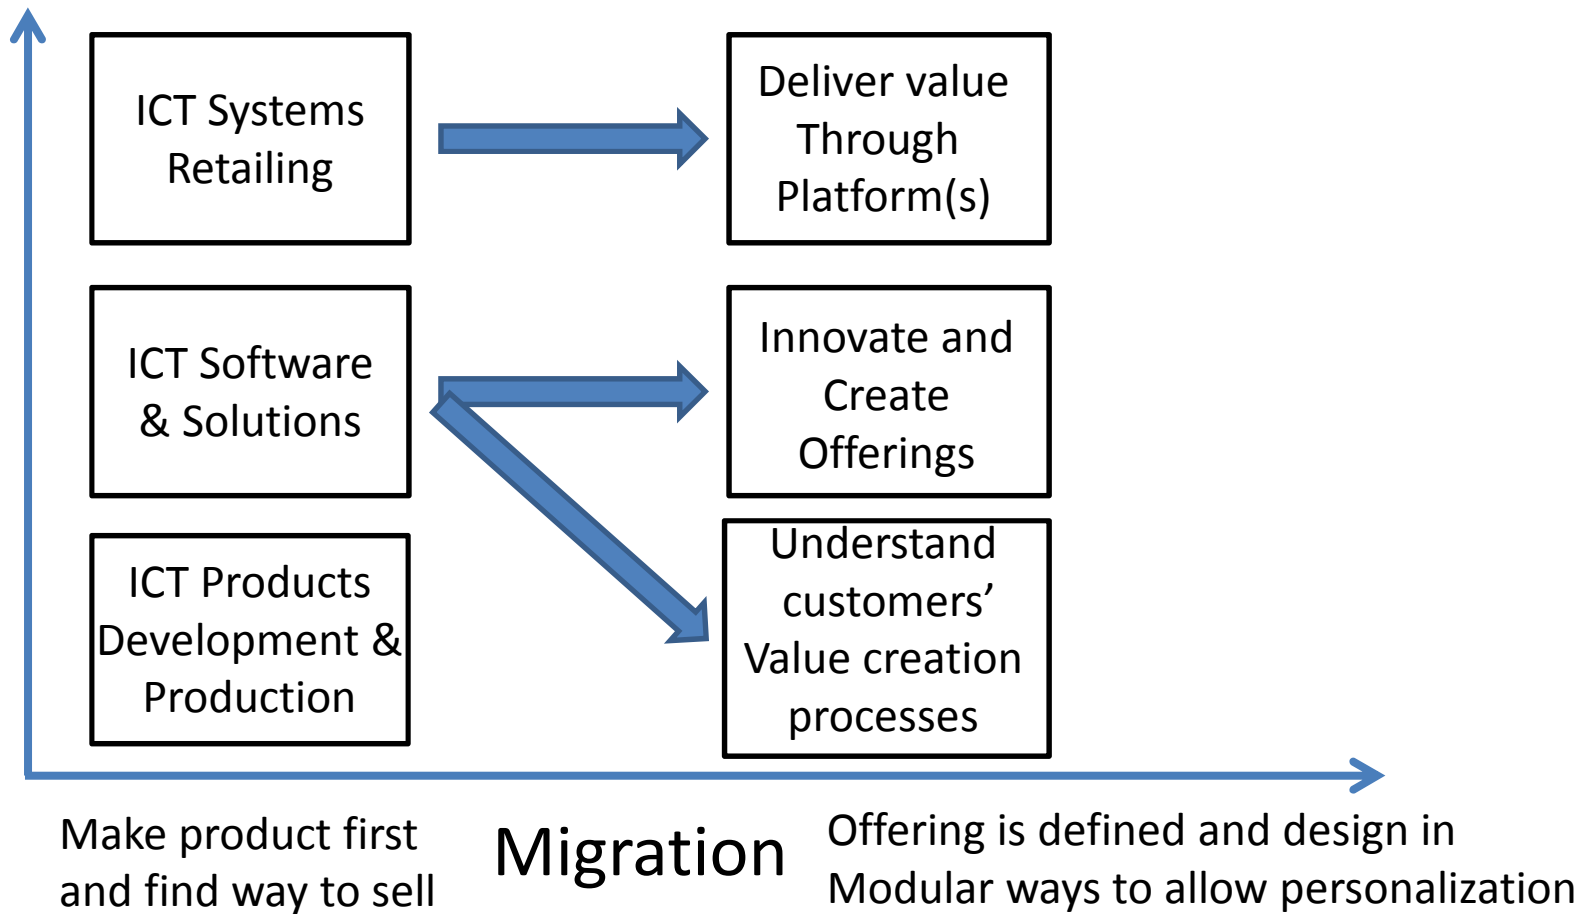 ICT Systems
Retailing
Deliver value
Through
Platform(s)
ICT Software
& Solutions
Innovate and
Create
Offerings
ICT Products
Development &
Production
Understand
customers’
Value creation
processes
Make product first
and find way to sell
Migration
Offering is defined and design in
Modular ways to allow personalization